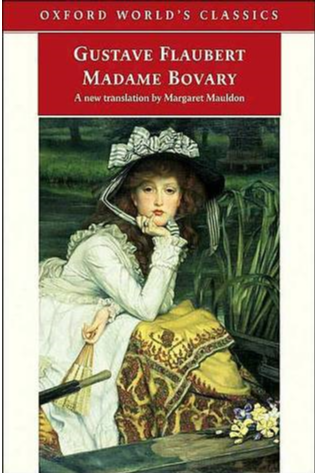 OXFORD WORLD'S CLASSICS
GUSTAVE FLAUBERT
MADAME BOVARY
A new translation by Margaret Mauldon